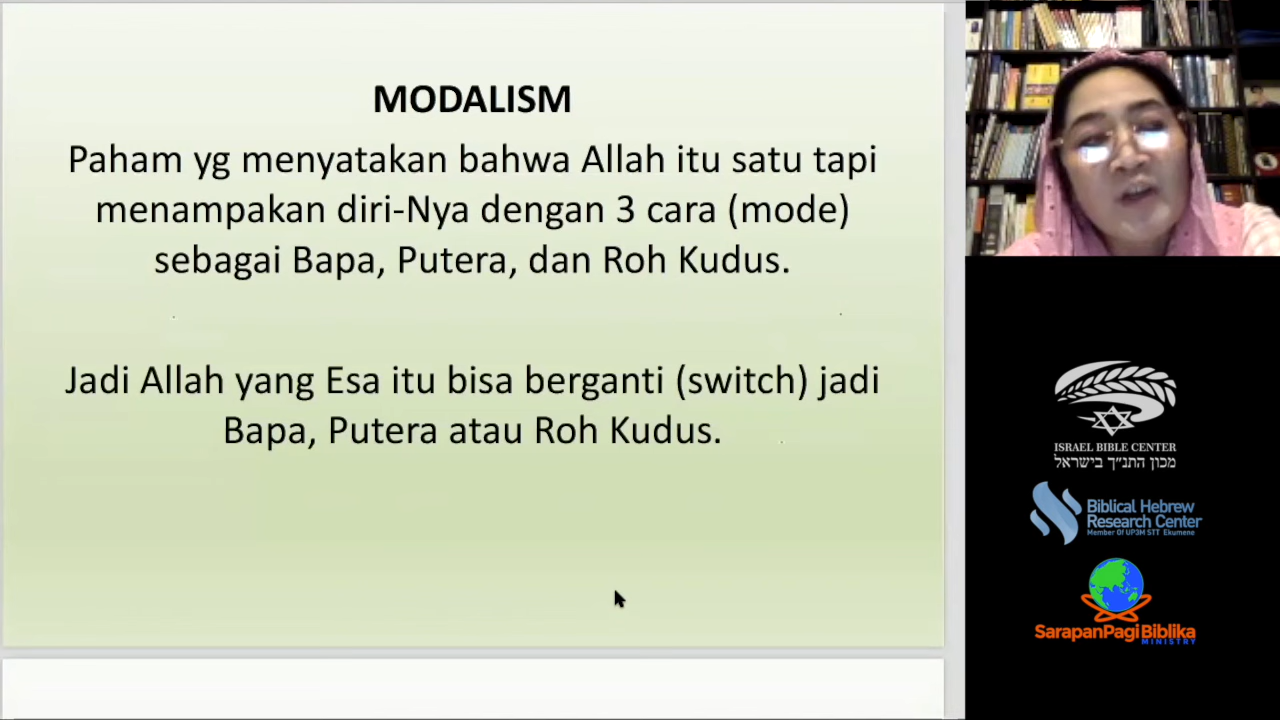 MODALISM
Paham yg menyatakan bahwa Allah itu satu tapi
menampakan diri-Nya dengan 3 cara (mode)
sebagai Bapa, Putera, dan Roh Kudus.
Jadi Allah yang Esa itu bisa berganti (switch) jadi
Bapa, Putera atau Roh Kudus.
ISRAEL BIBLE CENTER
מכון התנ״ך בישראל
Biblical Hebrew
Research Center
Member Of UP3M STT Ekumene
SarapanPagi Biblika
MINISTRY